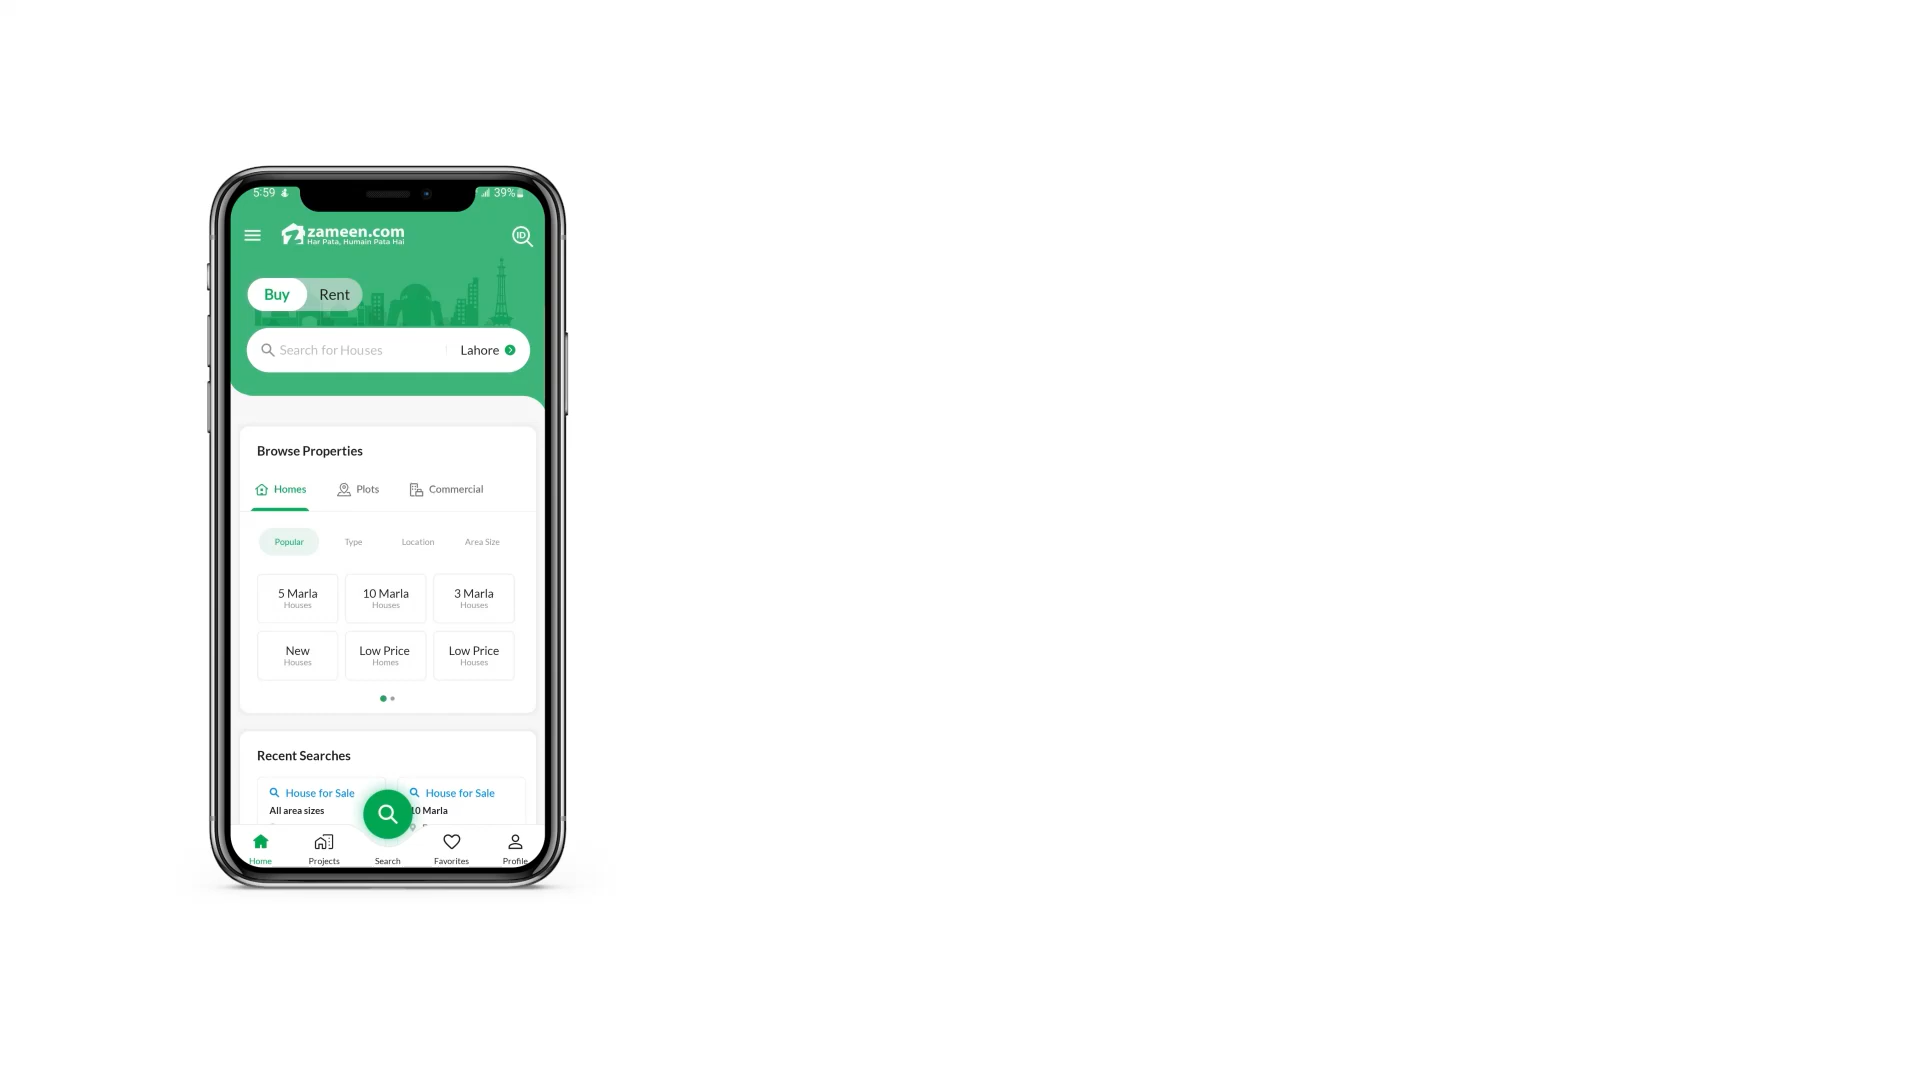 5:59
39%
zameen.com
Har Pata, Humain Pata Hai
ID
Buy Rent
Search for Houses Lahore
Browse Properties
Homes Plots Commercial
Popular Type Location Area Size
5 Marla 10 Marla 3 Marla
Houses Houses Houses
New Low Price Low Price
Houses Homes Houses
Recent Searches
House for Sale House for Sale
All area sizes 10 Marla
Home Projects Search Favorites Profile